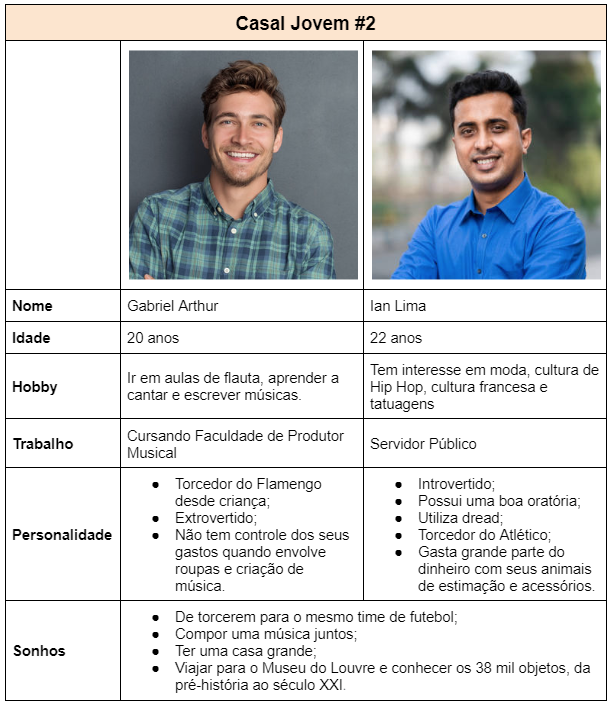 Casal Jovem #2
Nome
Gabriel Arthur
Ian Lima
Idade
20 anos
22 anos
Hobby
Ir em aulas de flauta, aprender a
cantar e escrever músicas.
Tem interesse em moda, cultura de
Hip Hop, cultura francesa e
tatuagens
Trabalho
Cursando Faculdade de Produtor
Musical
Servidor Público
Personalidade
● Torcedor do Flamengo
desde criança;
● Extrovertido;
● Não tem controle dos seus
gastos quando envolve
roupas e criação de
música.
● Introvertido;
● Possui uma boa oratória;
● Utiliza dread;
● Torcedor do Atlético;
● Gasta grande parte do
dinheiro com seus animais
de estimação e acessórios.
Sonhos
● De torcerem para o mesmo time de futebol;
● Compor uma música juntos;
● Ter uma casa grande;
● Viajar para o Museu do Louvre e conhecer os 38 mil objetos, da
pré-história ao século XXI.